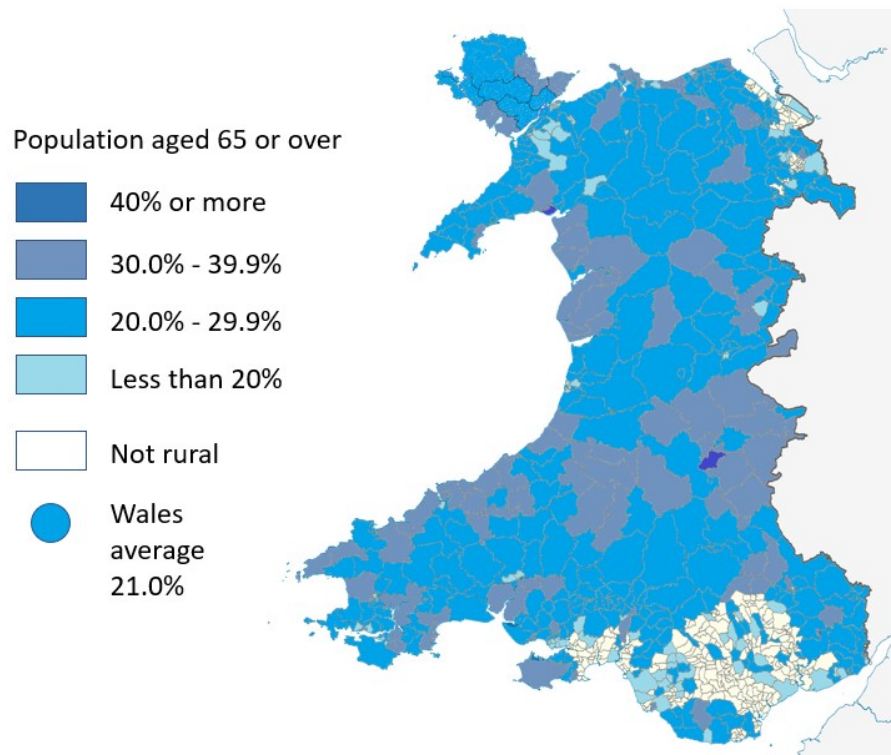 Population aged 65 or over
40% or more
30.0% - 39.9%
20.0% - 29.9%
Less than 20%
Not rural
Wales
average
21.0%